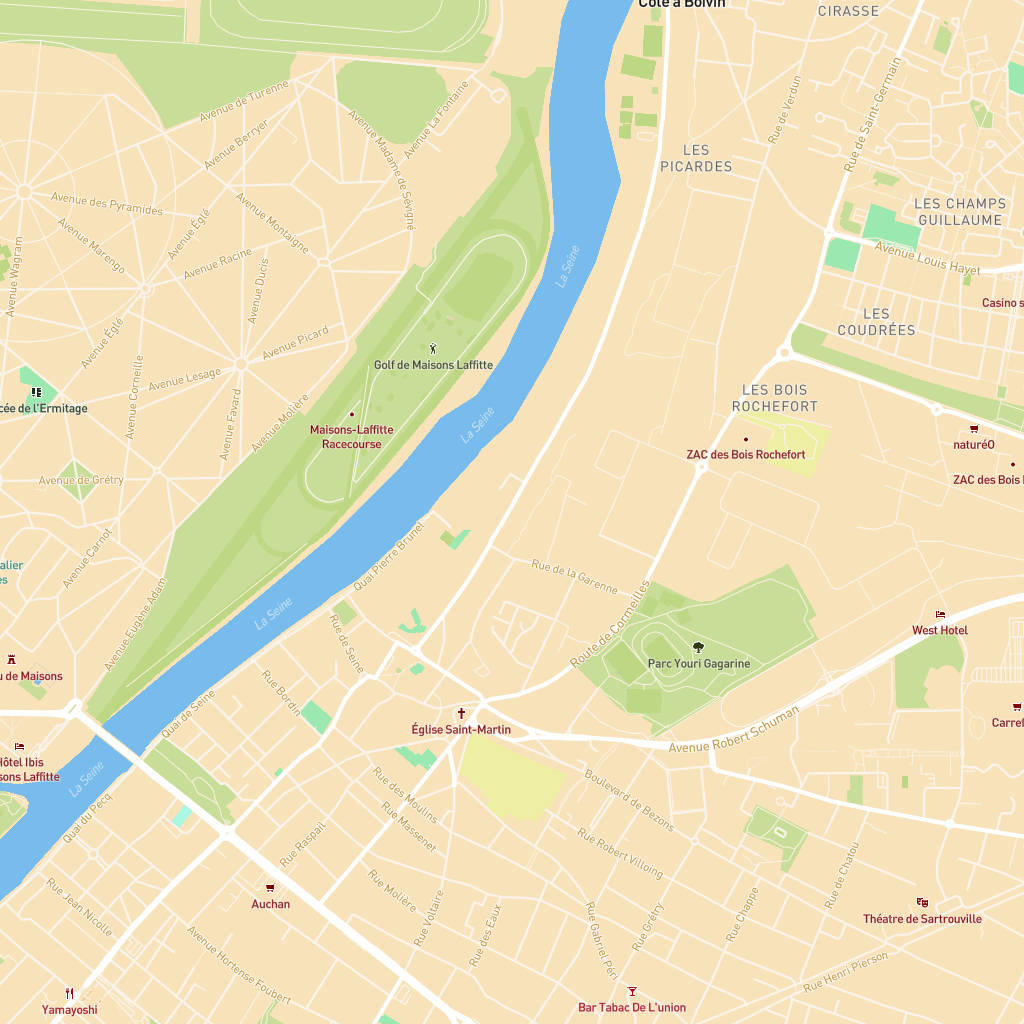 Côte à Boivin
CIRASSE
Avenue de Turenne
Avenue La Fontaine
Rue de Verdun
Rue de Saint-Germain
Avenue Berryer
Avenue Madame de Sévigné
LES
PICARDES
Avenue des Pyramides
Avenue Églé
Avenue Montaigne
LES CHAMPS
GUILLAUME
Avenue Marengo
Avenue Racine
Avenue Wagram
Avenue Ducis
La Seine
Avenue Louis Hayet
Casino s
LES
COUDRÉES
Avenue Églé
Avenue Picard
Golf de Maisons Laffitte
Avenue Lesage
Avenue Corneille
LES BOIS
ROCHEFORT
cée de l'Ermitage
Avenue Favard
Avenue Molière
Maisons-Laffitte
Racecourse
La Seine
naturéO
ZAC des Bois Rochefort
Avenue de Grétry
ZAC des Bois
Avenue Carnot
Quai Pierre Brunel
alier
es
Rue de la Garenne
Avenue Eugène Adam
La Seine
Route de Cormeilles
West Hotel
Rue de Seine
Parc Youri Gagarine
u de Maisons
Rue Bordin
Quai de Seine
Église Saint-Martin
Avenue Robert Schuman
Carref
Hôtel Ibis
sons Laffitte
La Seine
Rue des Moulins
Boulevard de Bezons
Quai du Pecq
Rue Massenet
Rue Raspail
Rue Robert Villoing
Rue de Chatou
Auchan
Rue Molière
Rue Jean Nicolle
Rue Voltaire
Rue des Eaux
Rue Gabriel Péri
Rue Grétry
Rue Chappe
Théatre de Sartrouville
Avenue Hortense Foubert
Rue Henri Pierson
Yamayoshi
Bar Tabac De L'union